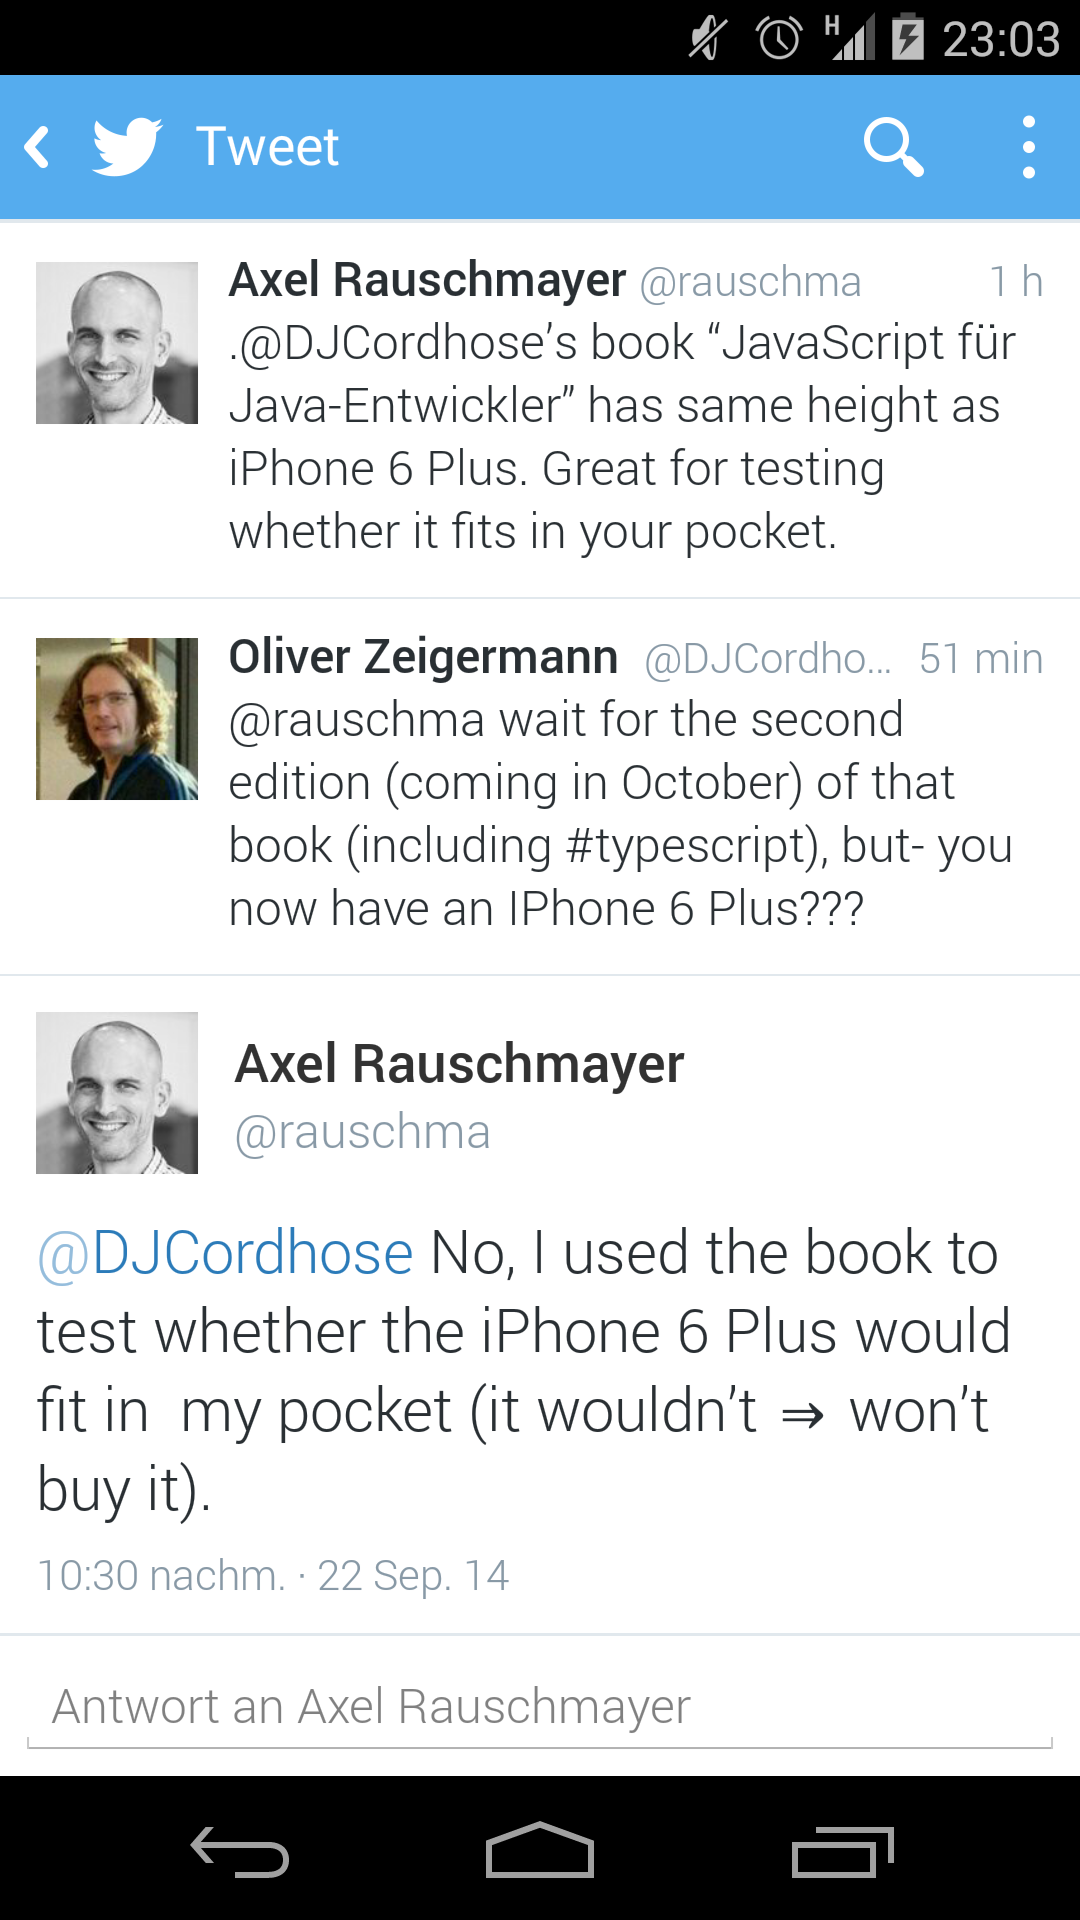 H 23:03
Tweet
Axel Rauschmayer @rauschma 1 h
.@DJCordhose’s book “JavaScript für
Java-Entwickler” has same height as
iPhone 6 Plus. Great for testing
whether it fits in your pocket.
Oliver Zeigermann @DJCordho... 51 min
@rauschma wait for the second
edition (coming in October) of that
book (including #typescript), but- you
now have an IPhone 6 Plus???
Axel Rauschmayer
@rauschma
@DJCordhose No, I used the book to
test whether the iPhone 6 Plus would
fit in  my pocket (it wouldn’t ⇒ won’t
buy it).
10:30 nachm. · 22 Sep. 14
Antwort an Axel Rauschmayer